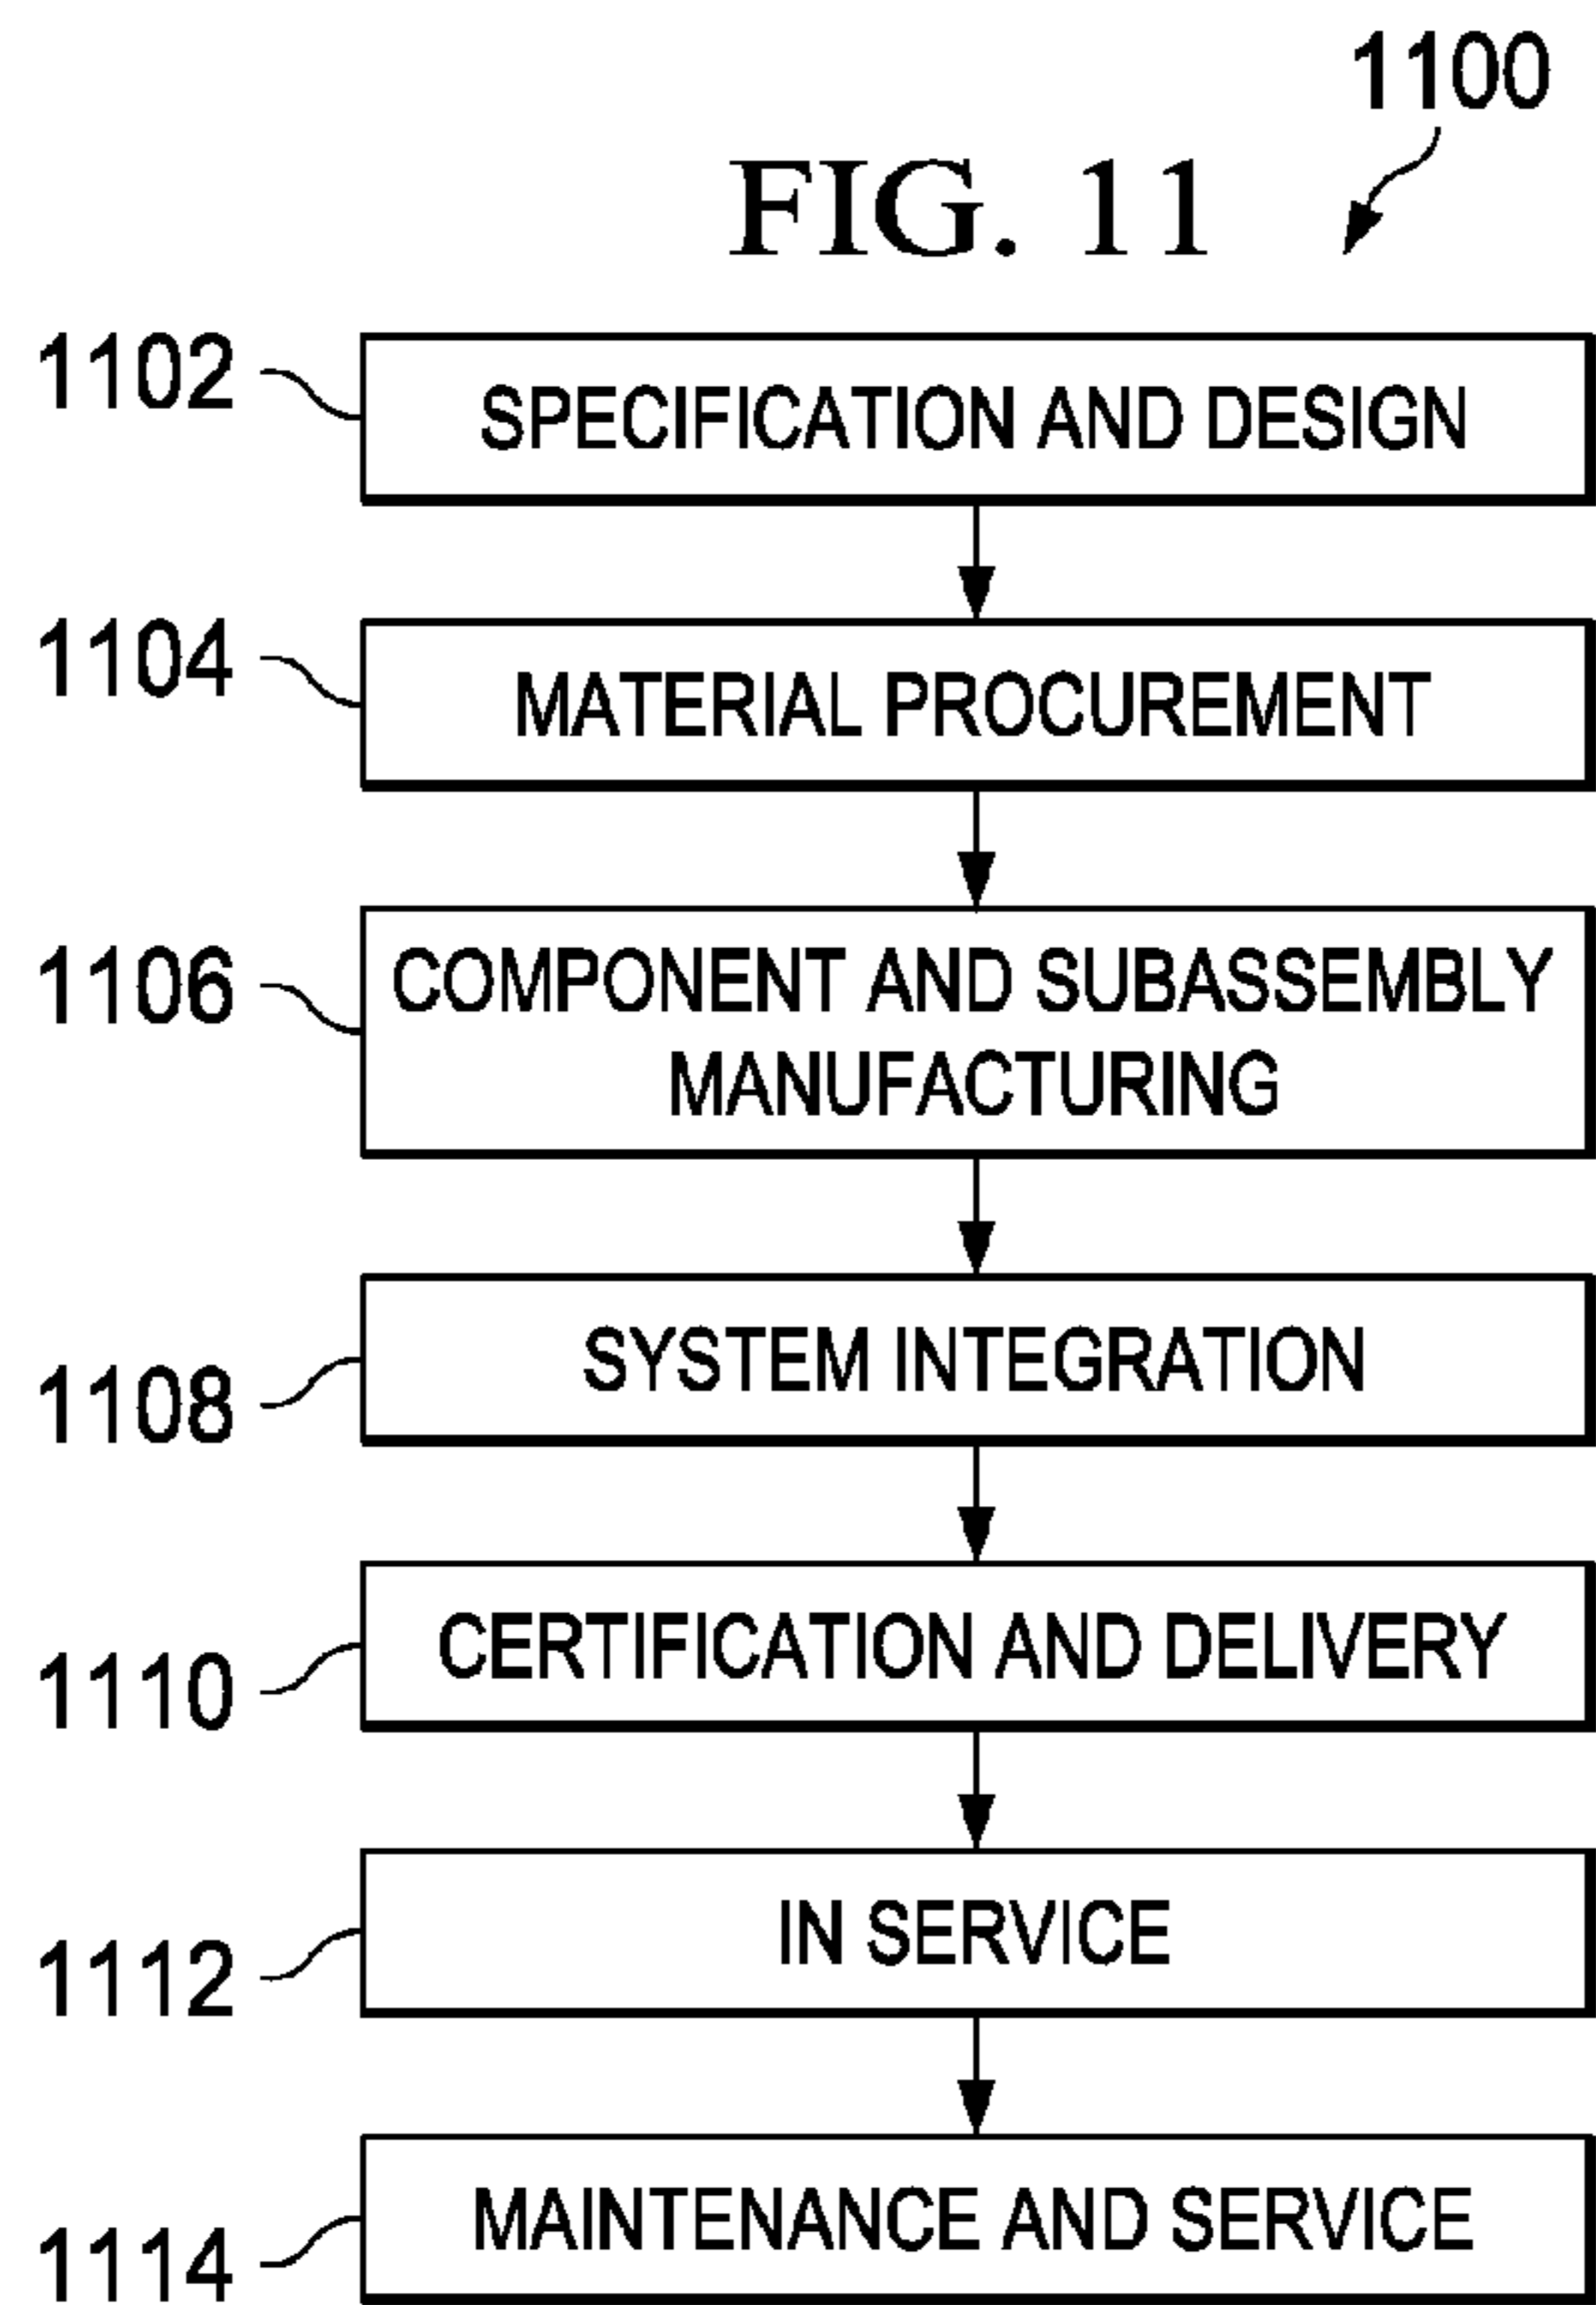 1100
FIG. 11
1102
SPECIFICATION AND DESIGN
1104
MATERIAL PROCUREMENT
1106
COMPONENT AND SUBASSEMBLY
MANUFACTURING
1108
SYSTEM INTEGRATION
1110
CERTIFICATION AND DELIVERY
1112
IN SERVICE
1114
MAINTENANCE AND SERVICE